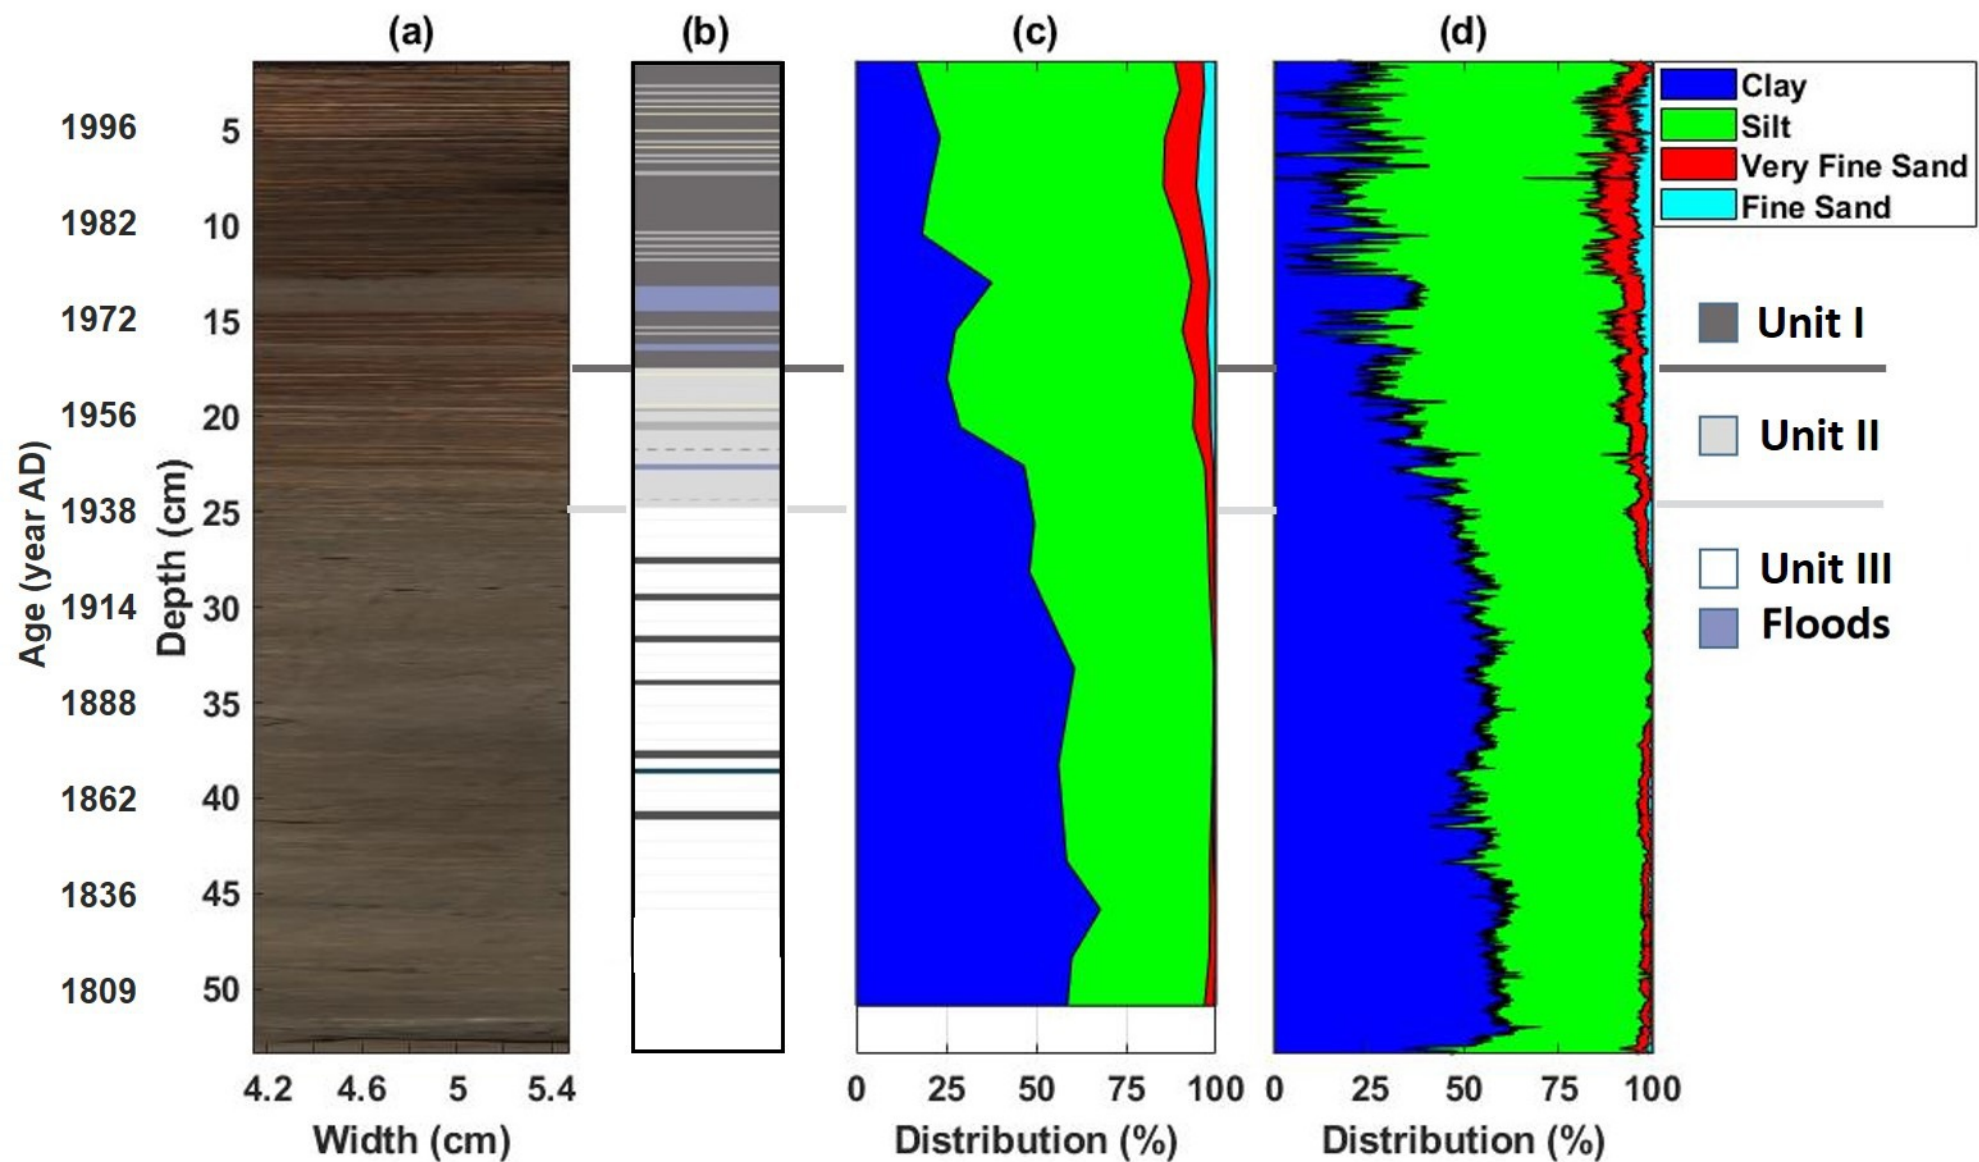 (a)
(b)
(c)
(d)
Clay
Silt
Very Fine Sand
Fine Sand
1996
5
1982
10
1972
15
1956
20
1938
25
1914
30
1888
35
1862
40
1836
45
1809
50
Age (year AD)
Depth (cm)
Unit I
Unit II
Unit III
Floods
4.2 4.6 5 5.4
0 25 50 75 100
0 25 50 75 100
Width (cm)
Distribution (%)
Distribution (%)